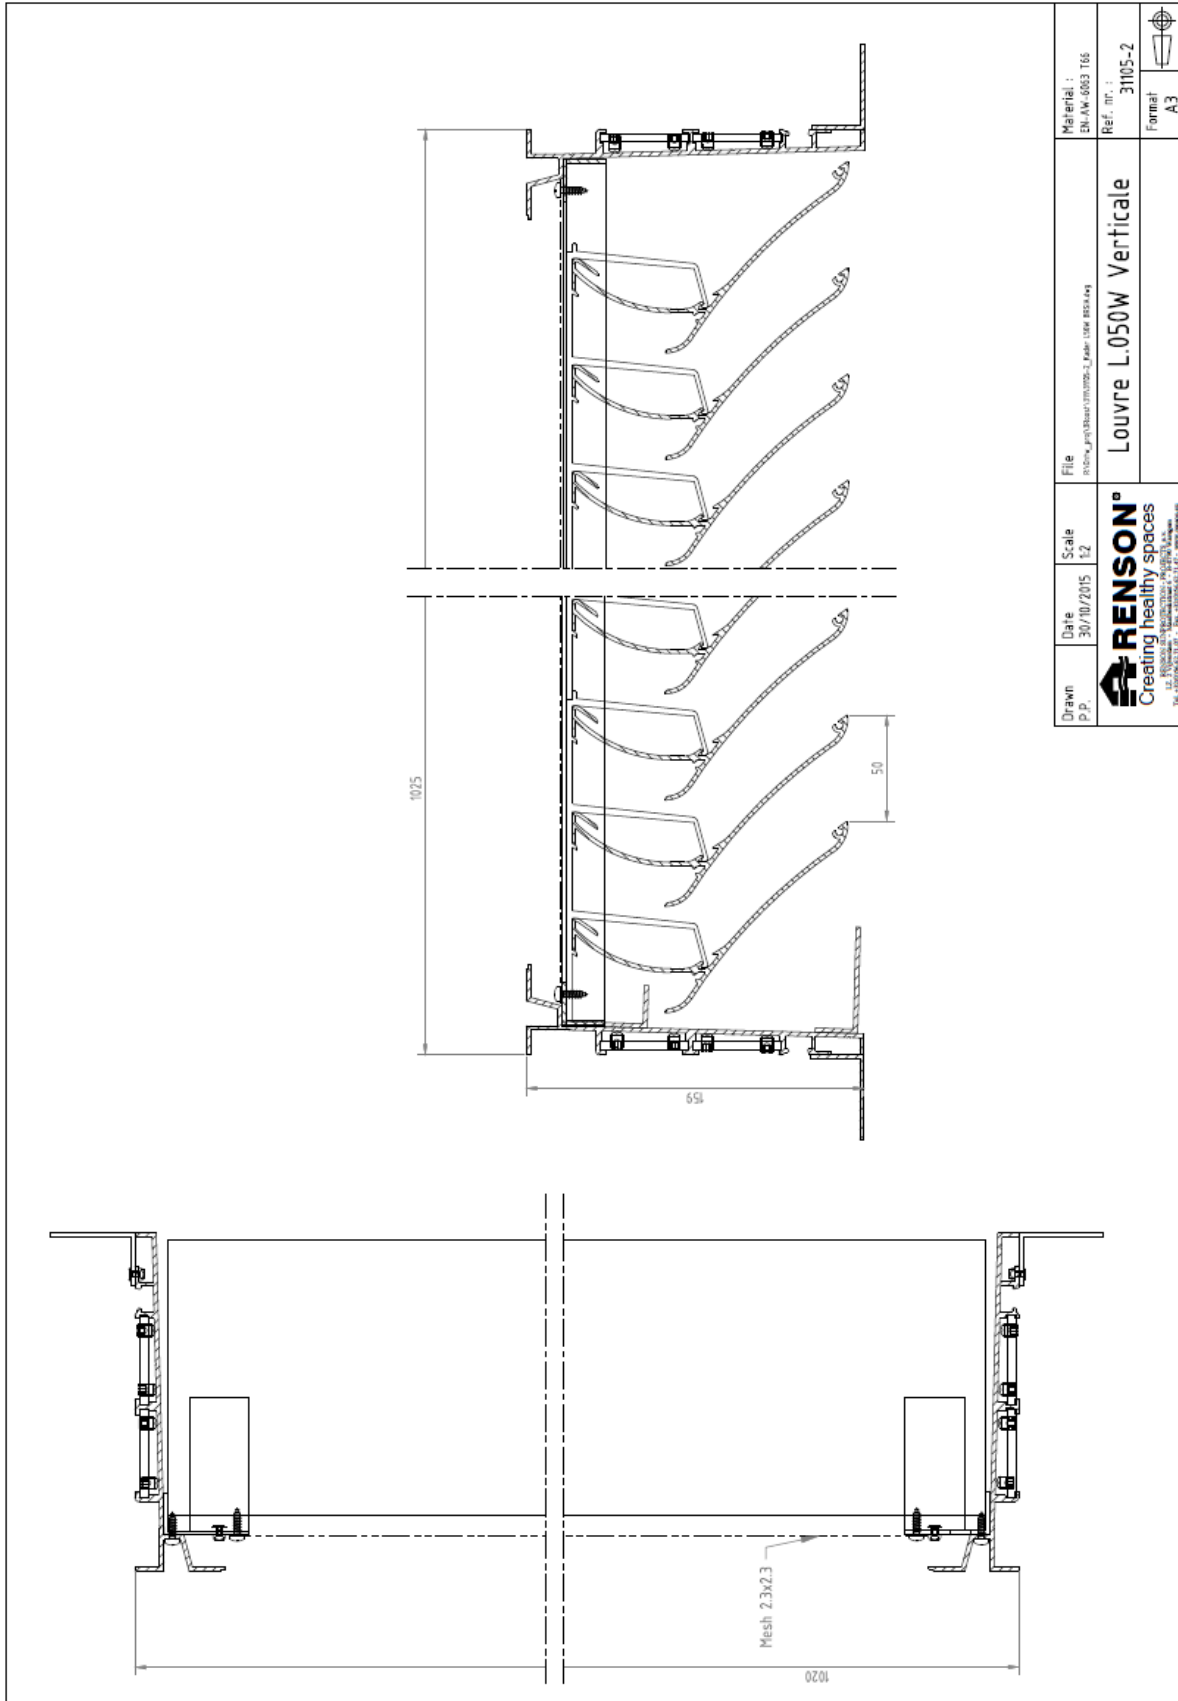 1025
159
50
1020
Mesh 2.3x2.3
Drawn
P.P.
Date
30/10/2015
Scale
1:2
File
Material :
EN-AW-6063 T66
RENSON®
Creating healthy spaces
Louvre L.050W Verticale
Ref. nr. :
31105-2
Format
A3